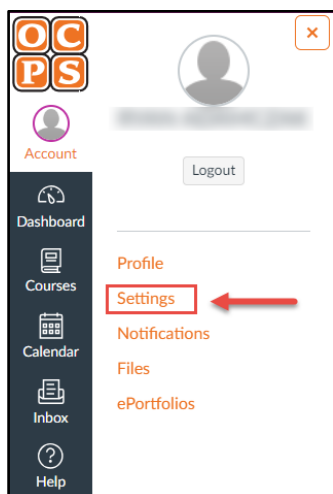 OC
PS
Account
Dashboard
Courses
Calendar
Inbox
Help
×
Logout
Profile
Settings
Notifications
Files
ePortfolios